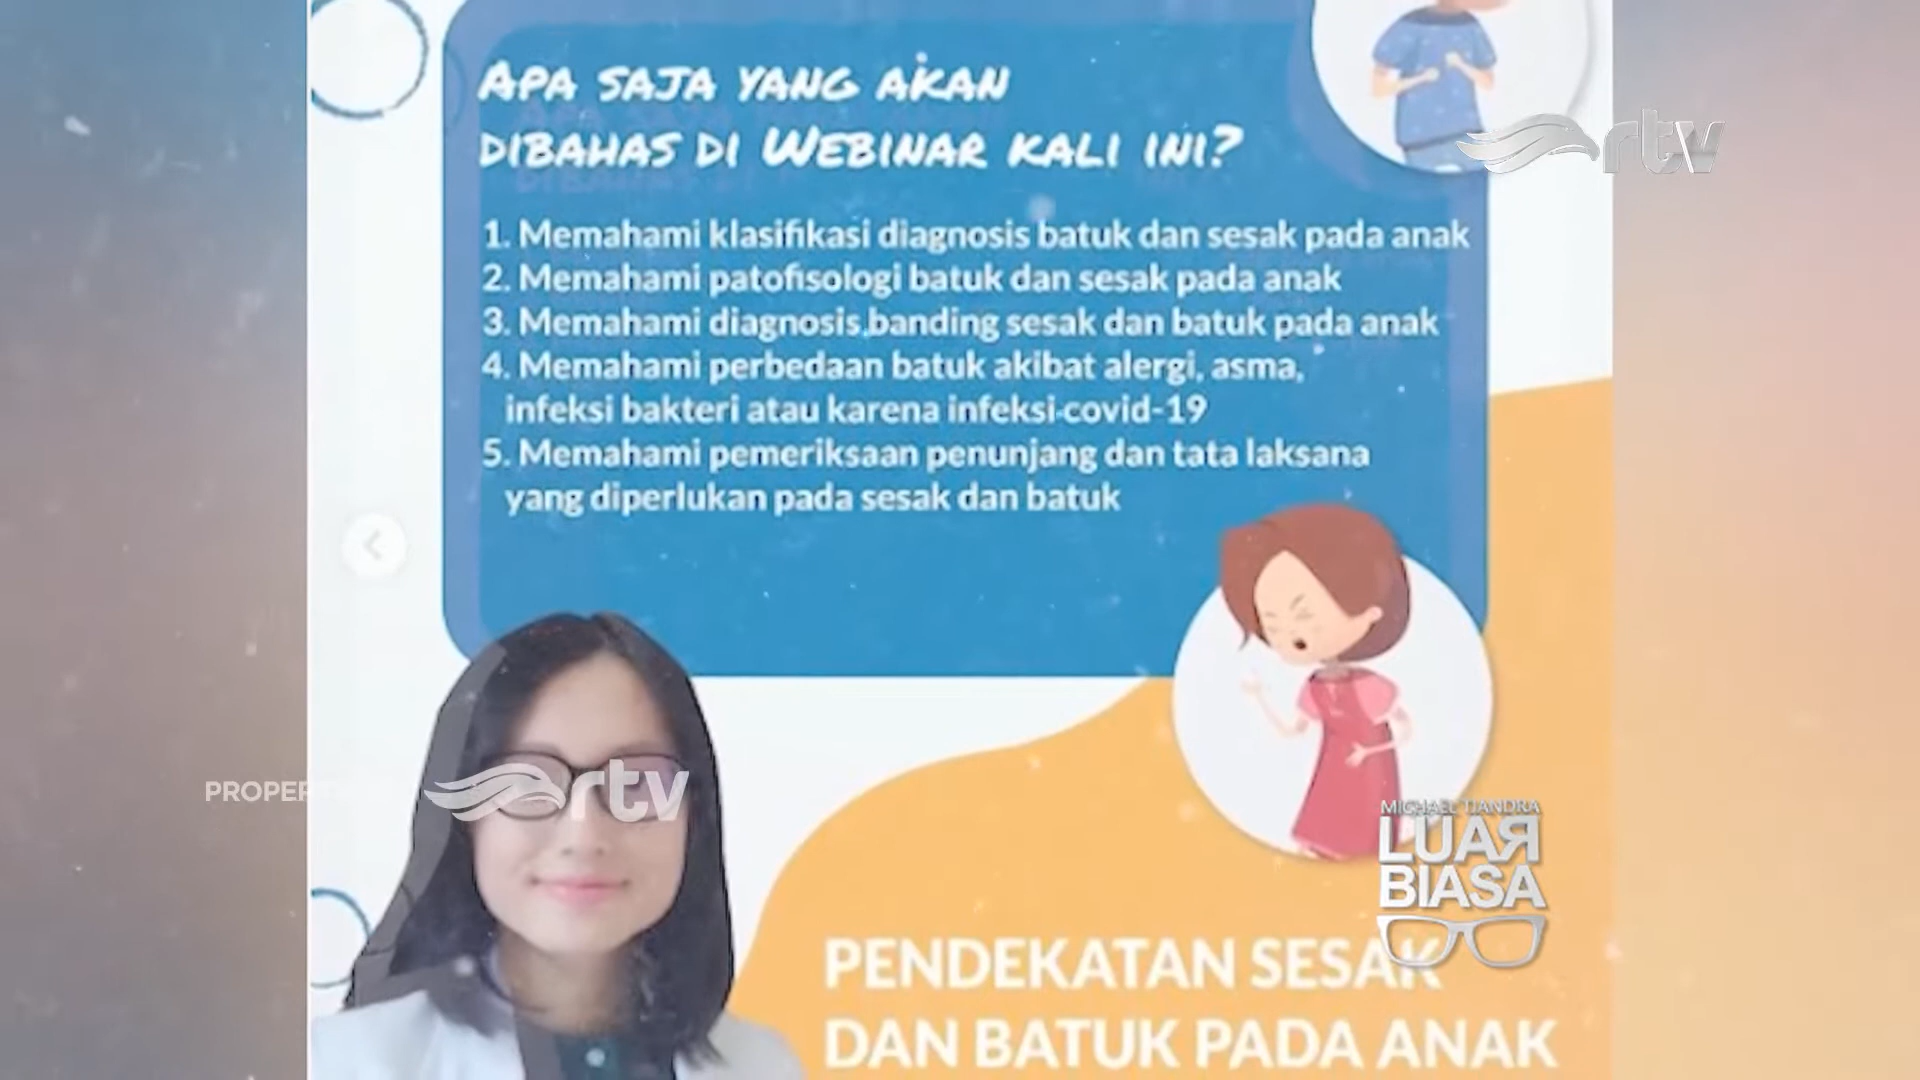 APA SAJA YANG AKAN
DIBAHAS DI WEBINAR KALI INI?
rtv
1. Memahami klasifikasi diagnosis batuk dan sesak pada anak
2. Memahami patofisologi batuk dan sesak pada anak
3. Memahami diagnosis banding sesak dan batuk pada anak
4. Memahami perbedaan batuk akibat alergi, asma,
infeksi bakteri atau karena infeksi covid-19
5. Memahami pemeriksaan penunjang dan tata laksana
yang diperlukan pada sesak dan batuk
rtv
MICHAEL TJANDRA
LUAR
BIASA
PENDEKATAN SESAK
DAN BATUK PADA ANAK